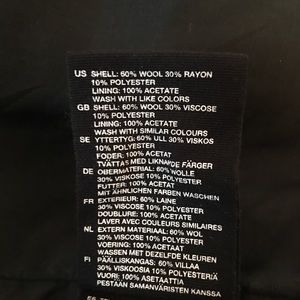 US SHELL: 60% WOOL 30% RAYON
10% POLYESTER
LINING: 100% ACETATE
WASH WITH LIKE COLORS
GB SHELL: 60% WOOL 30% VISCOSE
10% POLYESTER
LINING: 100% ACETATE
WASH WITH SIMILAR COLOURS
SE YTTERTYG: 60% ULL 30% VISKOS
10% POLYESTER
FODER: 100% ACETAT
TVÄTTAS MED LIKNANDE FÄRGER
DE OBERMATERIAL: 60% WOLLE
30% VISKOSE 10% POLYESTER
FUTTER: 100% ACETAT
MIT ÄHNLICHEN FARBEN WASCHEN
FR EXTERIEUR: 60% LAINE
30% VISCOSE 10% POLYESTER
DOUBLURE: 100% ACETATE
LAVER AVEC COULEURS SIMILAIRES
NL EXTERN MATERIAAL: 60% WOL
30% VISCOSE 10% POLYESTER
VOERING: 100% ACETAAT
WASSEN MET DEZELFDE KLEUREN
FI PÄÄLLISKANGAS: 60% VILLAA
30% VISKOOSIA 10% POLYESTERIÄ
VUORI: 100% ASETAATTIA
PESTÄÄN SAMANVÄRISTEN KANSSA